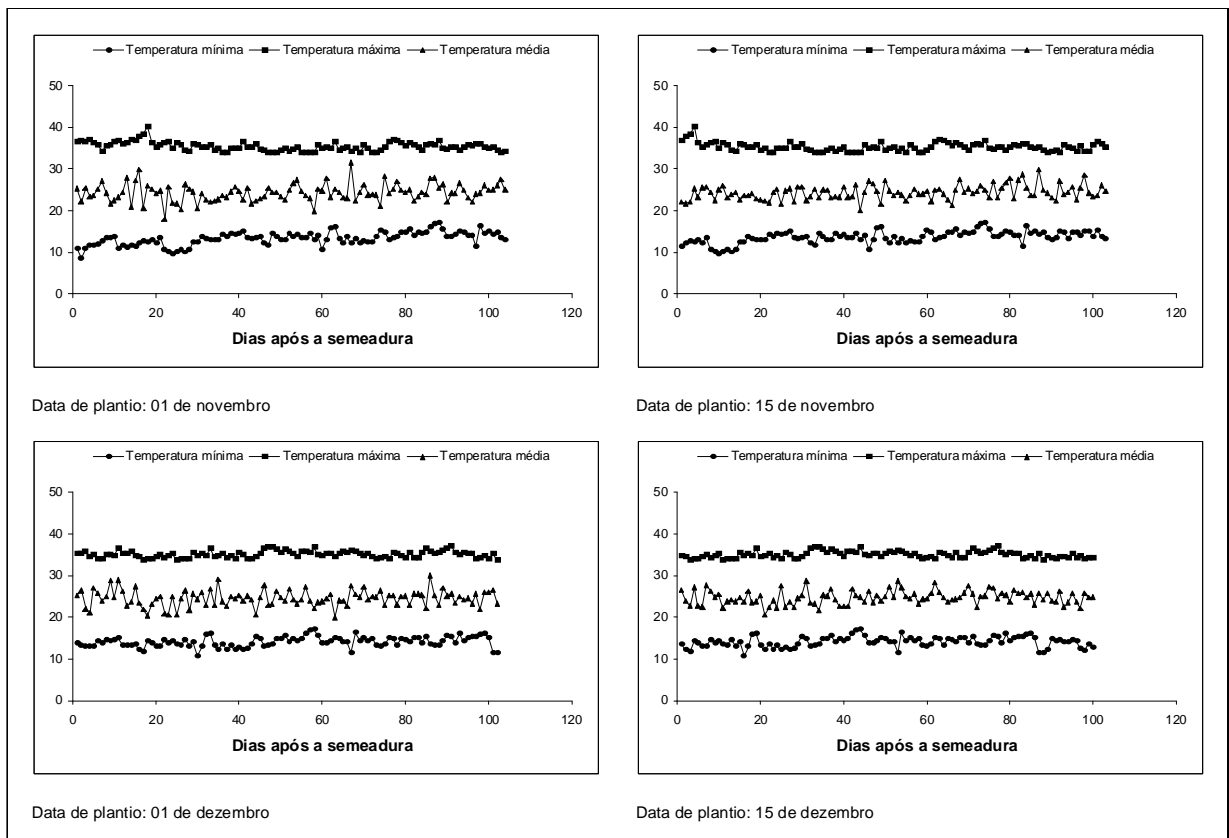 Temperatura mínima Temperatura máxima Temperatura média
50
40
30
20
10
0
0 20 40 60 80 100 120
Dias após a semeadura
Data de plantio: 01 de novembro
Temperatura mínima Temperatura máxima Temperatura média
50
40
30
20
10
0
0 20 40 60 80 100 120
Dias após a semeadura
Data de plantio: 15 de novembro
Temperatura mínima Temperatura máxima Temperatura média
50
40
30
20
10
0
0 20 40 60 80 100 120
Dias após a semeadura
Data de plantio: 01 de dezembro
Temperatura mínima Temperatura máxima Temperatura média
50
40
30
20
10
0
0 20 40 60 80 100 120
Dias após a semeadura
Data de plantio: 15 de dezembro